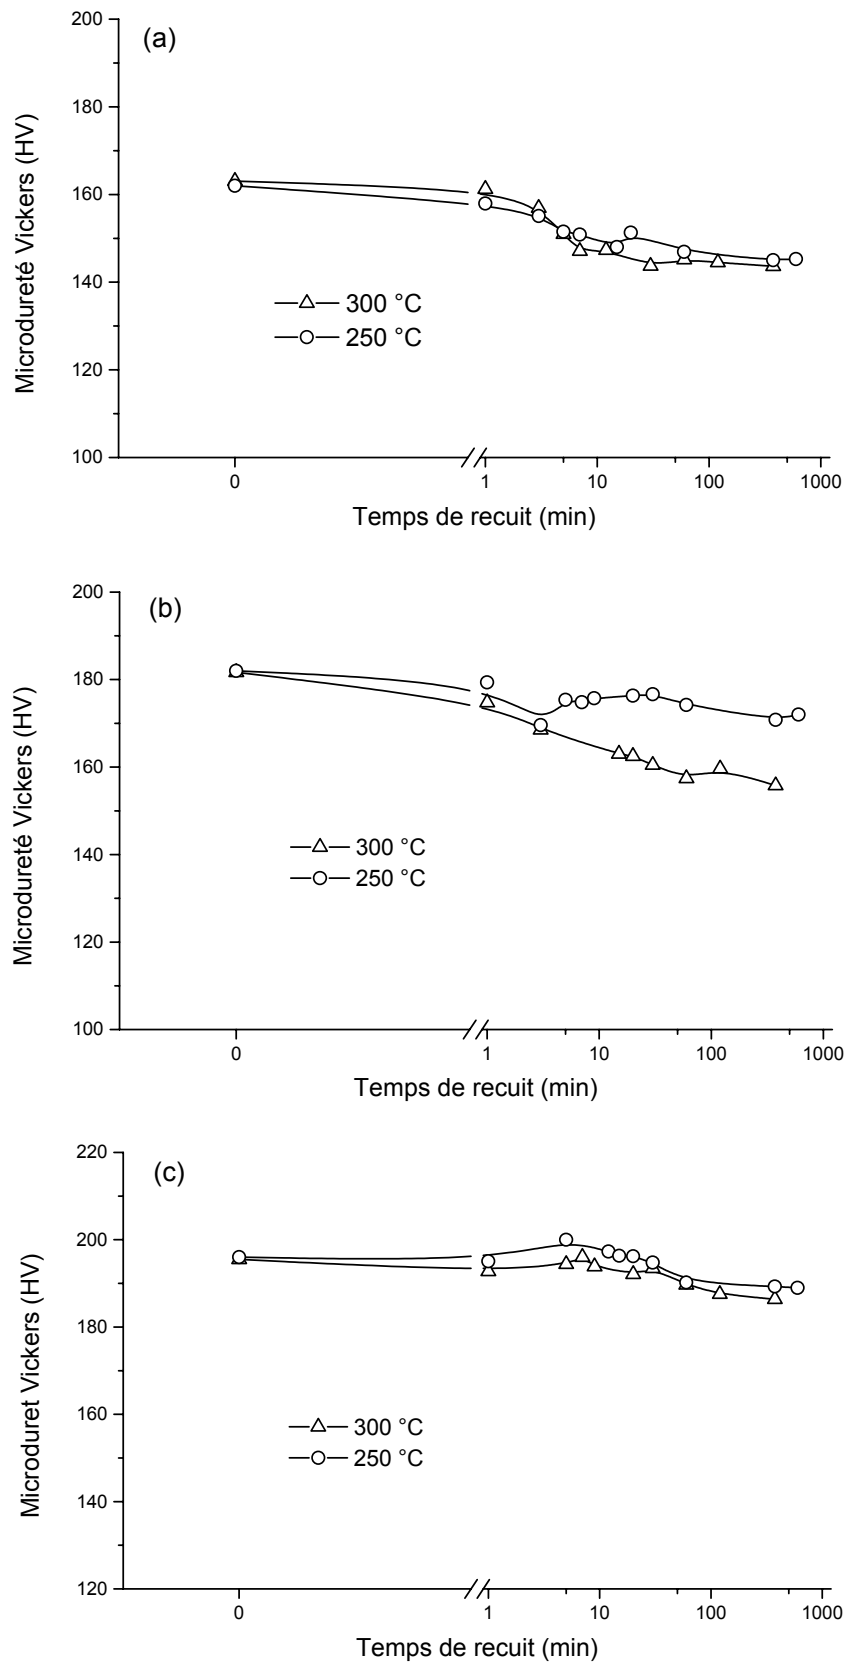 (a)
200
180
160
140
120
100
Microdureté Vickers (HV)
300 °C
250 °C
0 1 10 100 1000
Temps de recuit (min)
(b)
200
180
160
140
120
100
Microdureté Vickers (HV)
300 °C
250 °C
0 1 10 100 1000
Temps de recuit (min)
(c)
220
200
180
160
140
120
Microduret Vickers (HV)
300 °C
250 °C
0 1 10 100 1000
Temps de recuit (min)